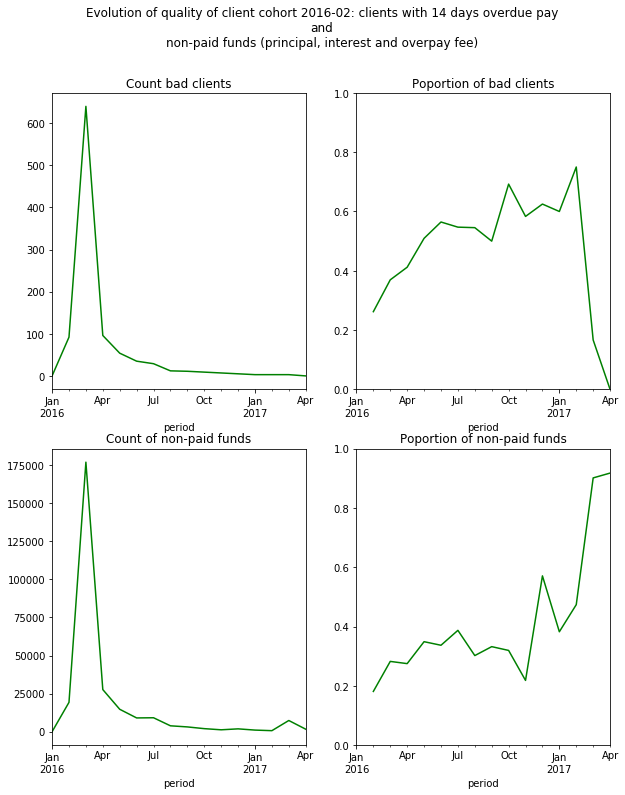 Evolution of quality of client cohort 2016-02: clients with 14 days overdue pay
and
non-paid funds (principal, interest and overpay fee)
Count bad clients
600
500
400
300
200
100
0
Jan Apr Jul Oct Jan Apr
2016 2017
period
Poportion of bad clients
1.0
0.8
0.6
0.4
0.2
0.0
Jan Apr Jul Oct Jan Apr
2016 2017
period
Count of non-paid funds
175000
150000
125000
100000
75000
50000
25000
0
Jan Apr Jul Oct Jan Apr
2016 2017
period
Poportion of non-paid funds
1.0
0.8
0.6
0.4
0.2
0.0
Jan Apr Jul Oct Jan Apr
2016 2017
period